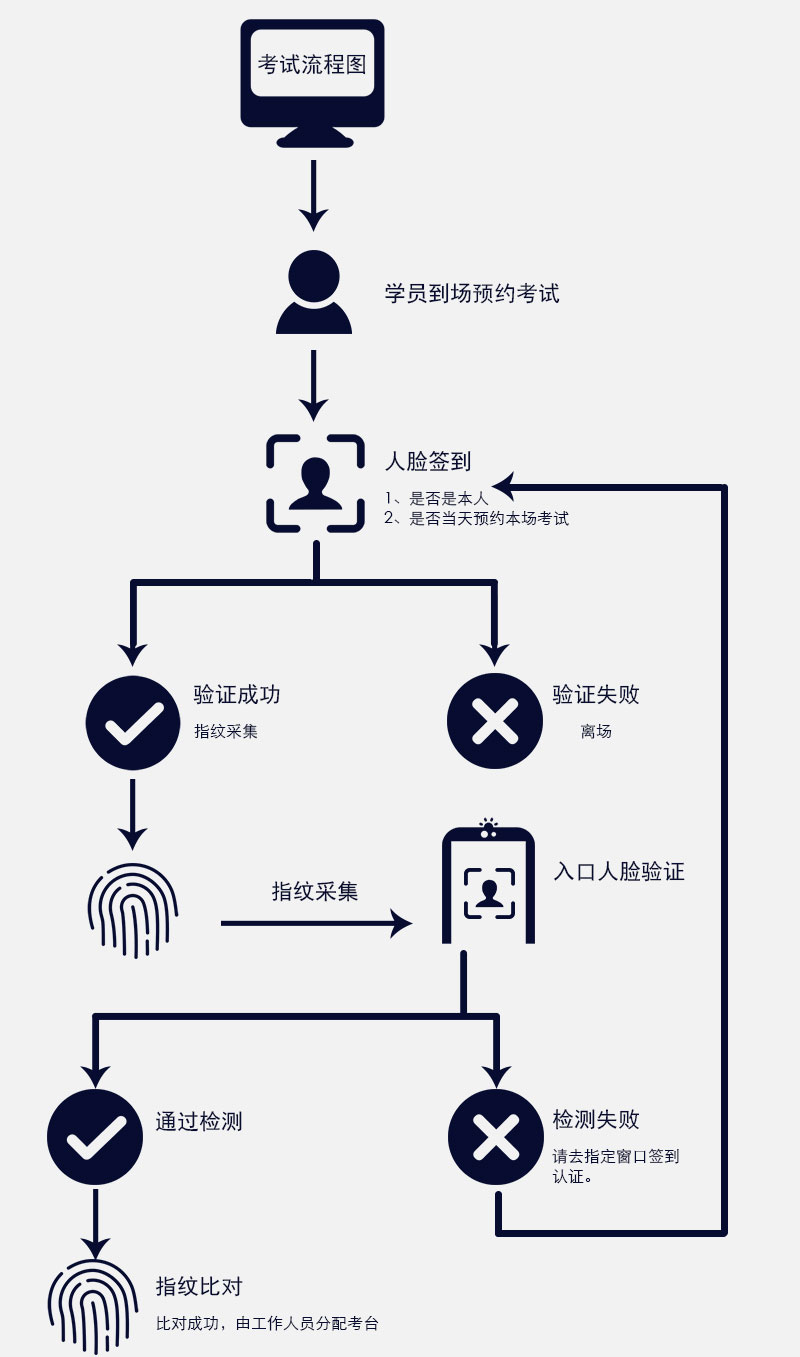 考试流程图
学员到场预约考试
人脸签到
1、是否是本人
2、是否当天预约本场考试
验证成功
指纹采集
验证失败
离场
指纹采集
入口人脸验证
通过检测
检测失败
请去指定窗口签到
认证。
指纹比对
比对成功，由工作人员分配考台